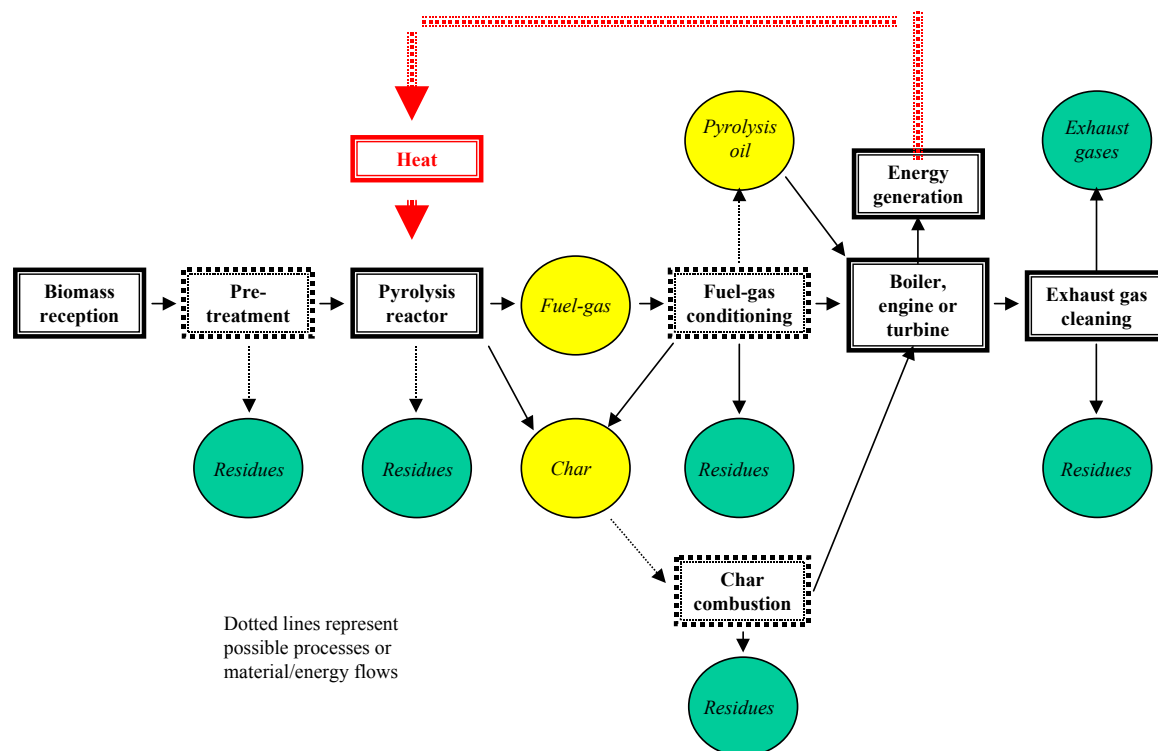 Pyrolysis
oil
Exhaust
gases
Heat
Energy
generation
Biomass
reception
Pre-
treatment
Pyrolysis
reactor
Fuel-gas
Fuel-gas
conditioning
Boiler,
engine or
turbine
Exhaust gas
cleaning
Residues
Residues
Char
Residues
Residues
Char
combustion
Dotted lines represent
possible processes or
material/energy flows
Residues